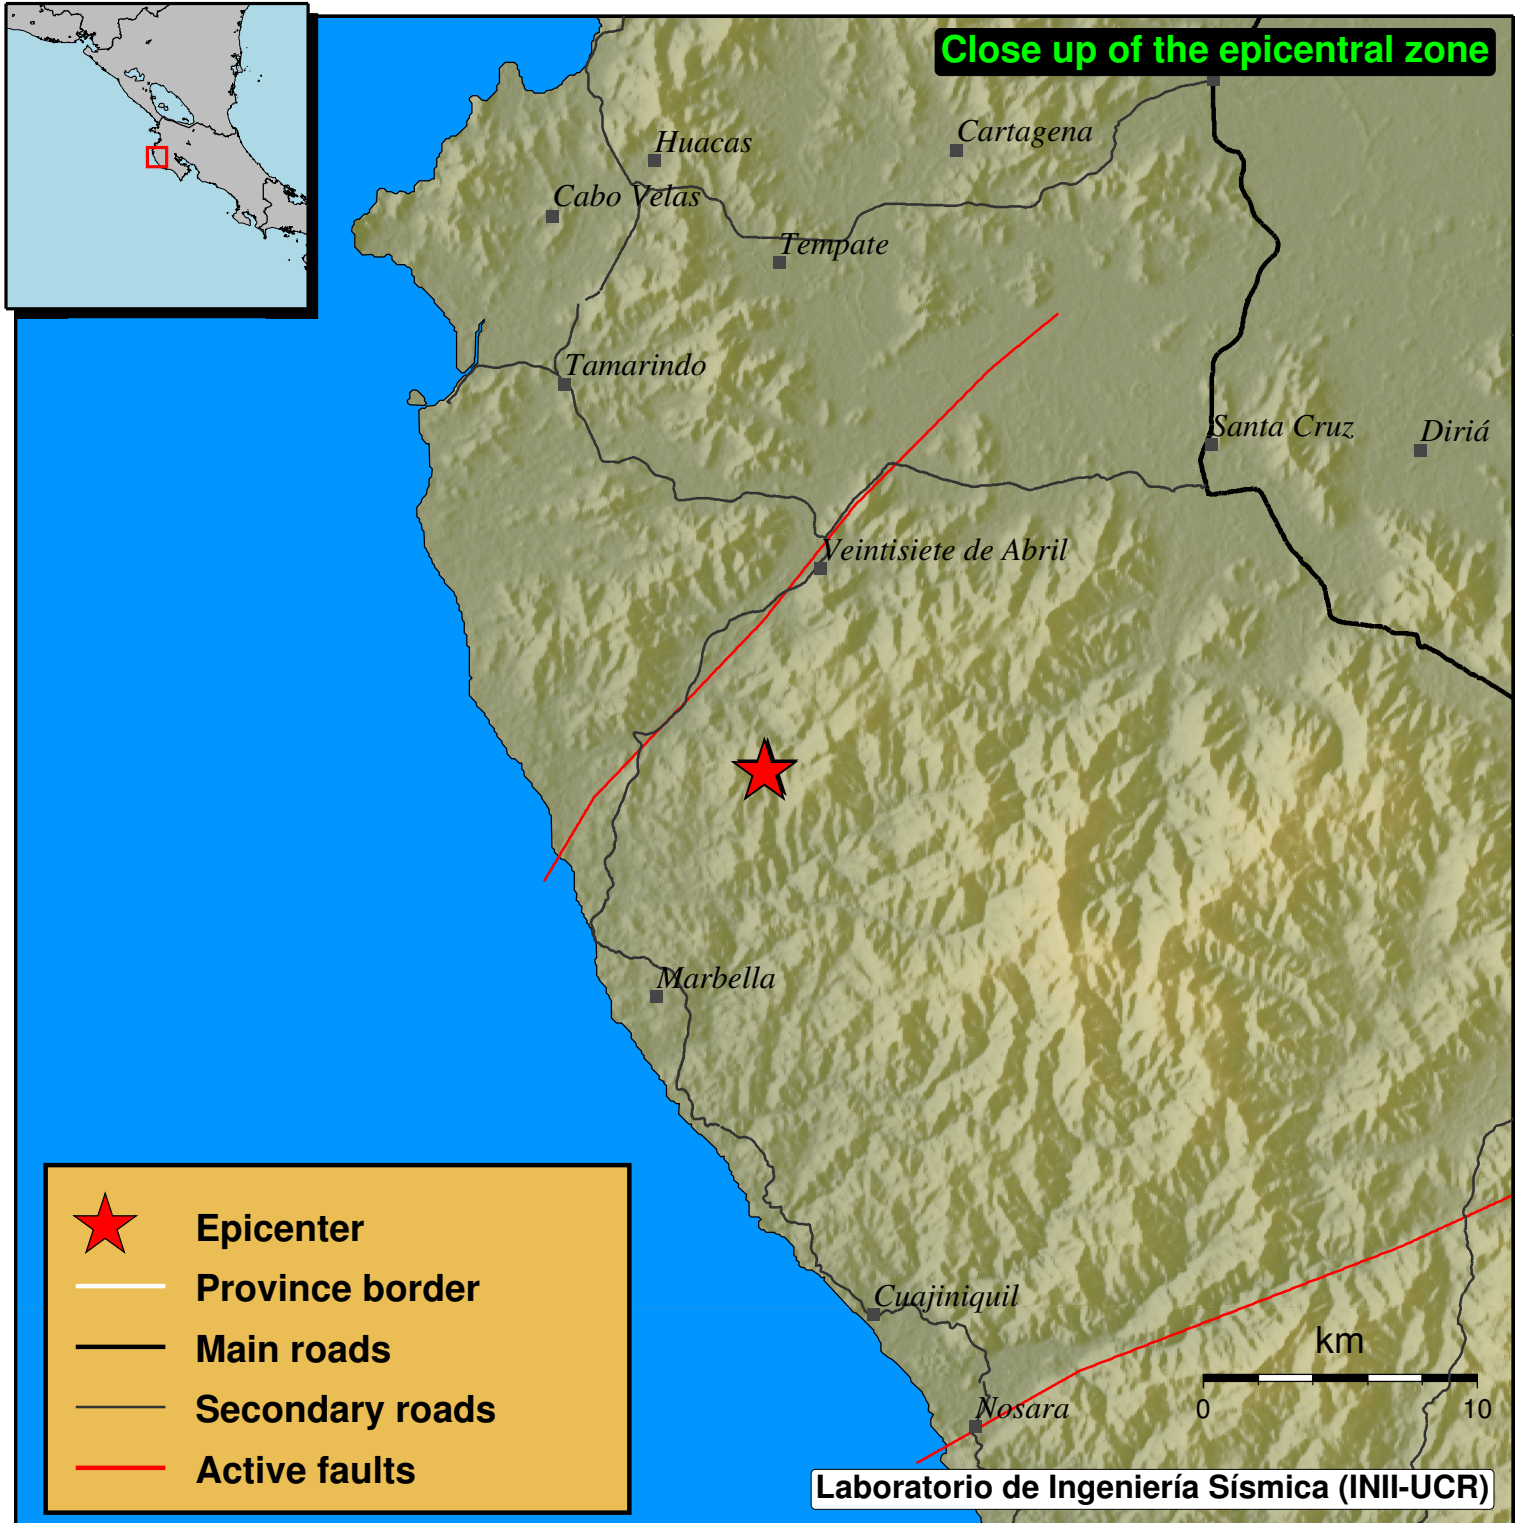 Close up of the epicentral zone
Huacas
Cartagena
Cabo Velas
Tempate
Tamarindo
Santa Cruz
Diriá
Veintisiete de Abril
Marbella
Cuajiniquil
Nosara
km
0 10
Epicenter
Province border
Main roads
Secondary roads
Active faults
Laboratorio de Ingeniería Sísmica (INII-UCR)